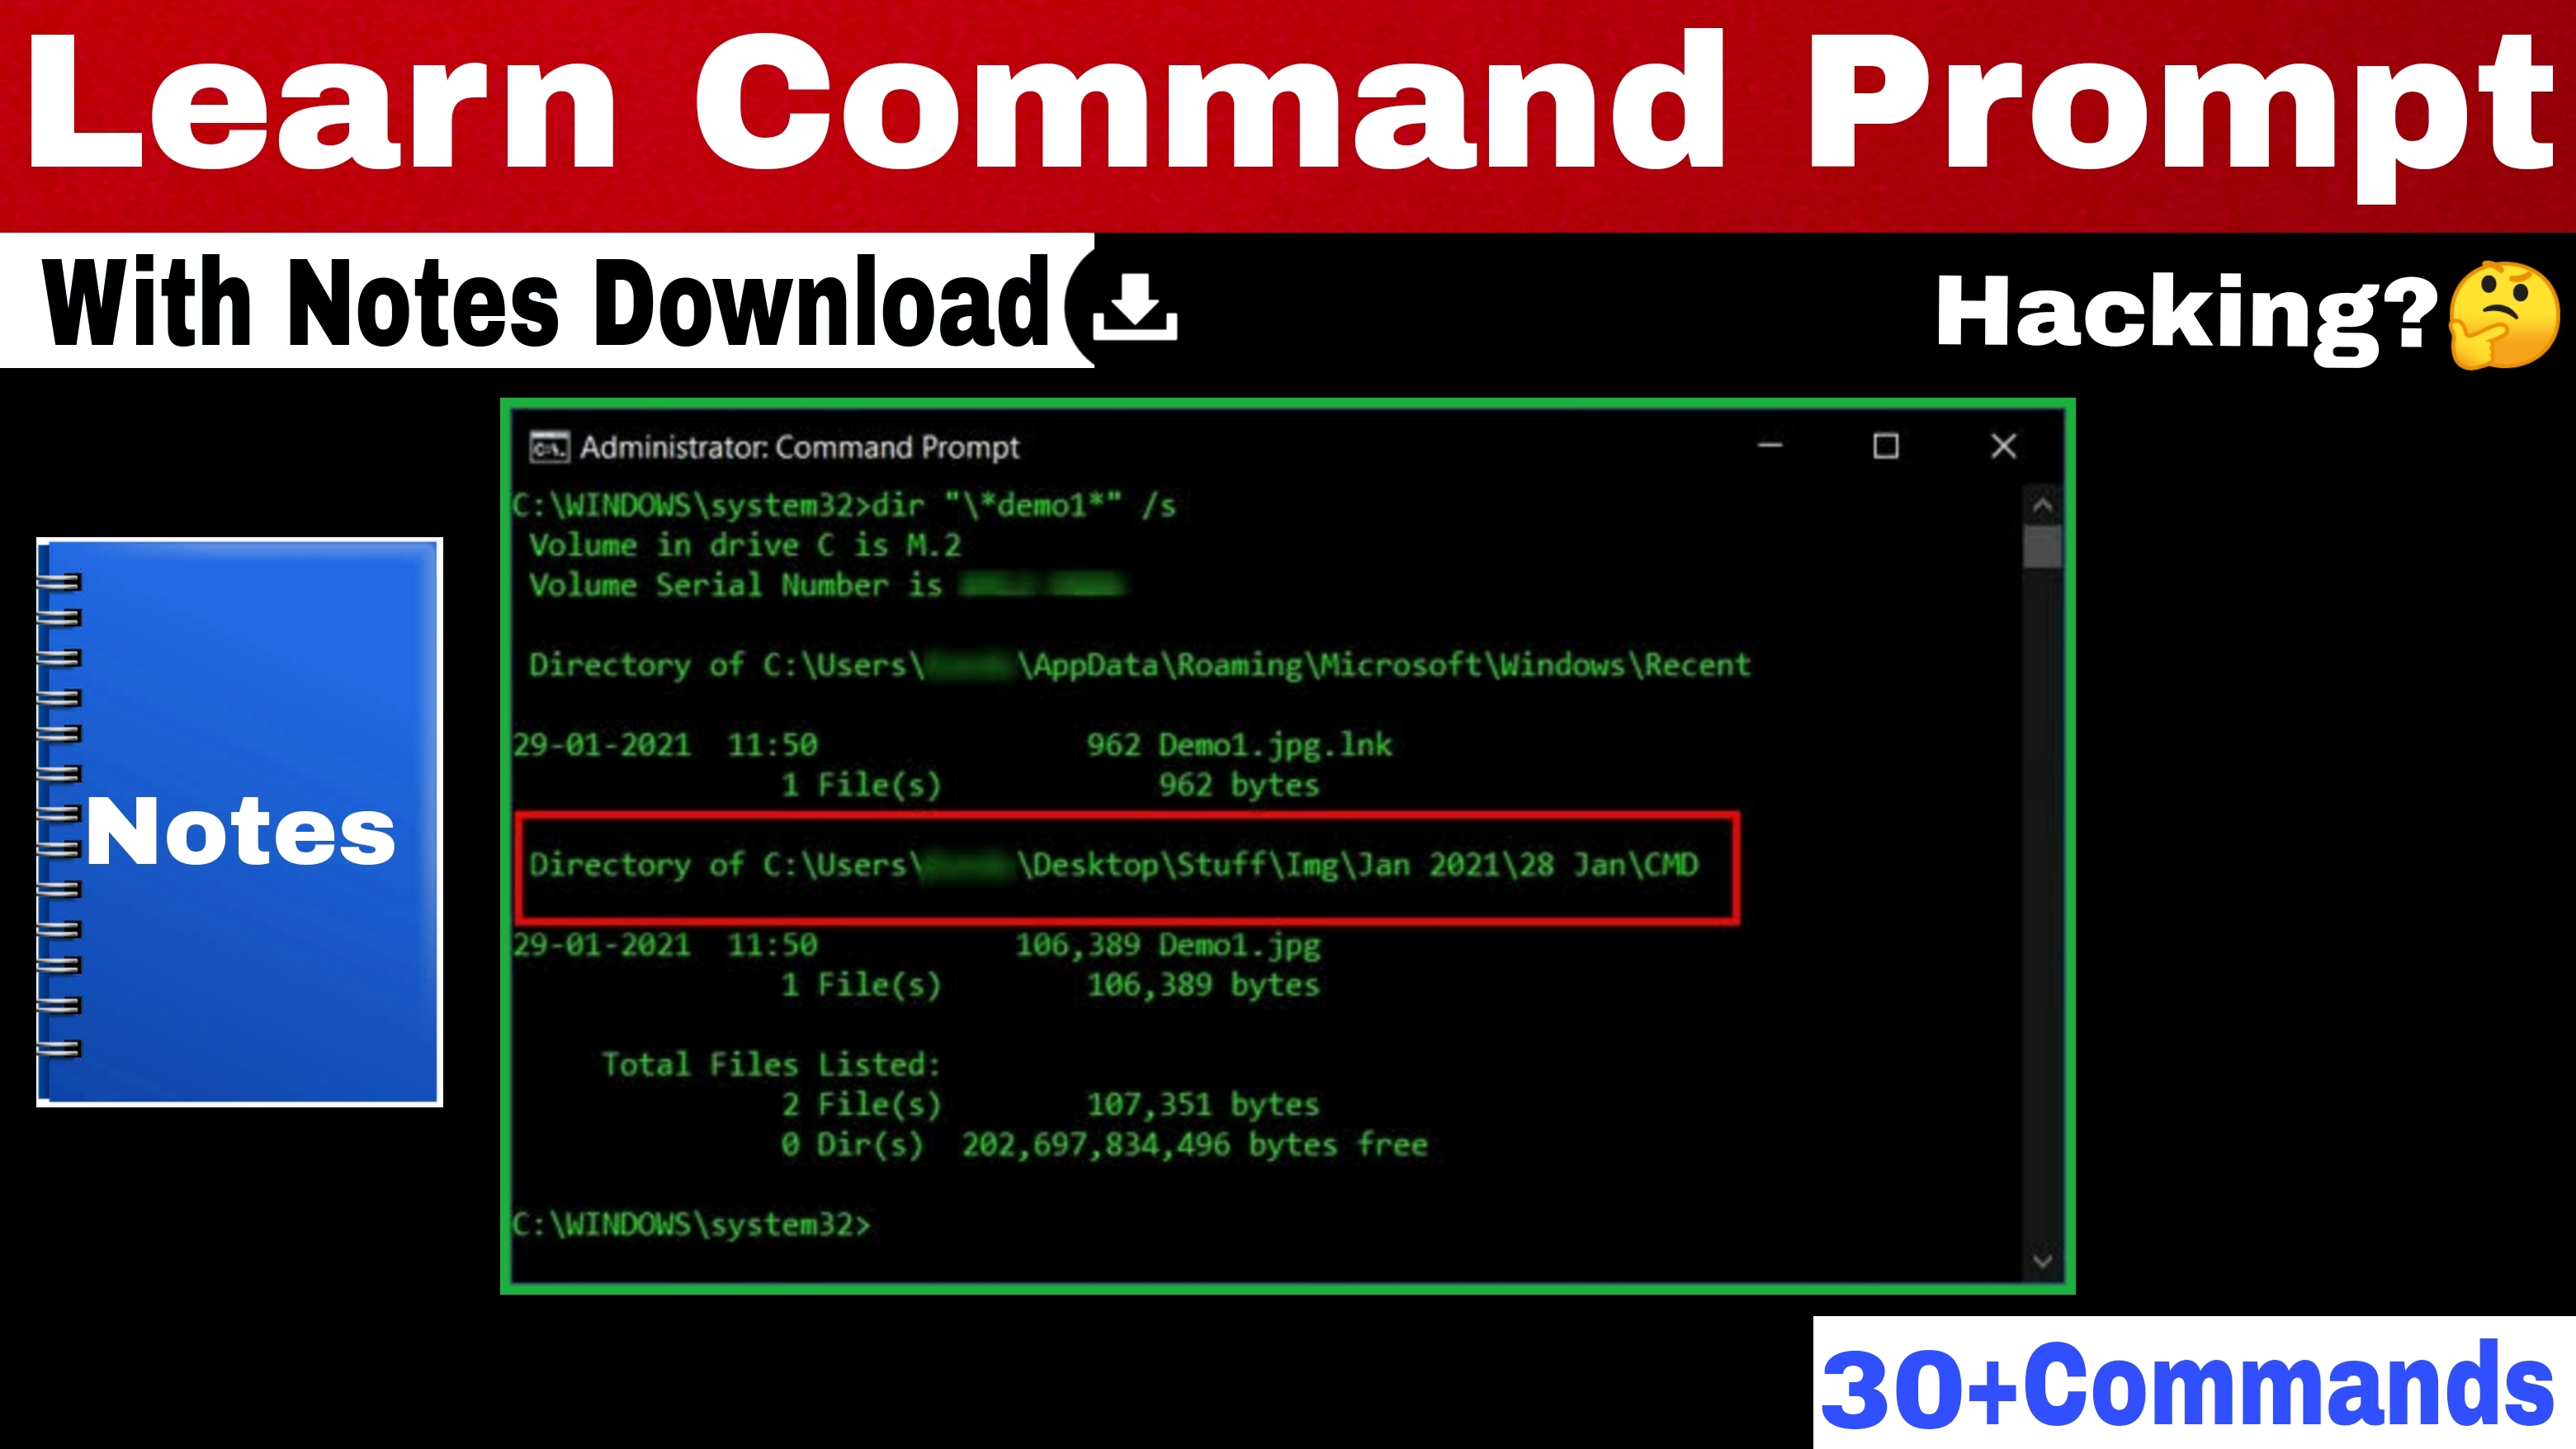 Learn Command Prompt
With Notes Download
Hacking?
Administrator: Command Prompt
C:\WINDOWS\system32>dir "\*demo1*" /s
Volume in drive C is M.2
Volume Serial Number is
Directory of C:\Users\ \AppData\Roaming\Microsoft\Windows\Recent
29-01-2021 11:50 962 Demo1.jpg.lnk
1 File(s) 962 bytes
Directory of C:\Users\ \Desktop\Stuff\Img\Jan 2021\28 Jan\CMD
29-01-2021 11:50 106,389 Demo1.jpg
1 File(s) 106,389 bytes
Total Files Listed:
2 File(s) 107,351 bytes
0 Dir(s) 202,697,834,496 bytes free
C:\WINDOWS\system32>
Notes
30+Commands